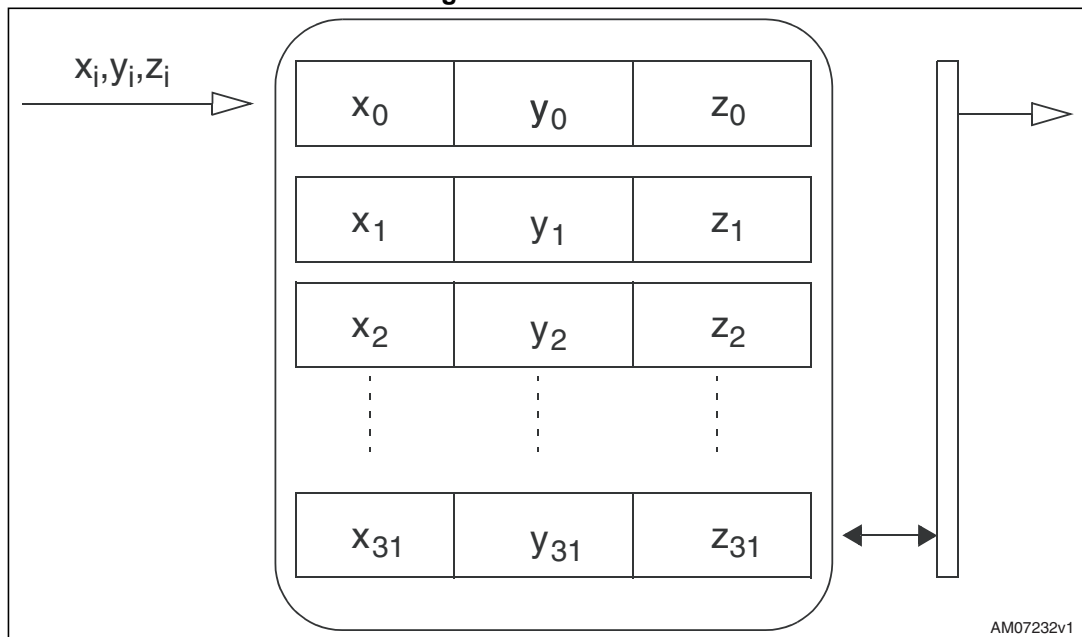 xᵢ,yᵢ,zᵢ
x₀ y₀ z₀
x₁ y₁ z₁
x₂ y₂ z₂
x₃₁ y₃₁ z₃₁
AM07232v1